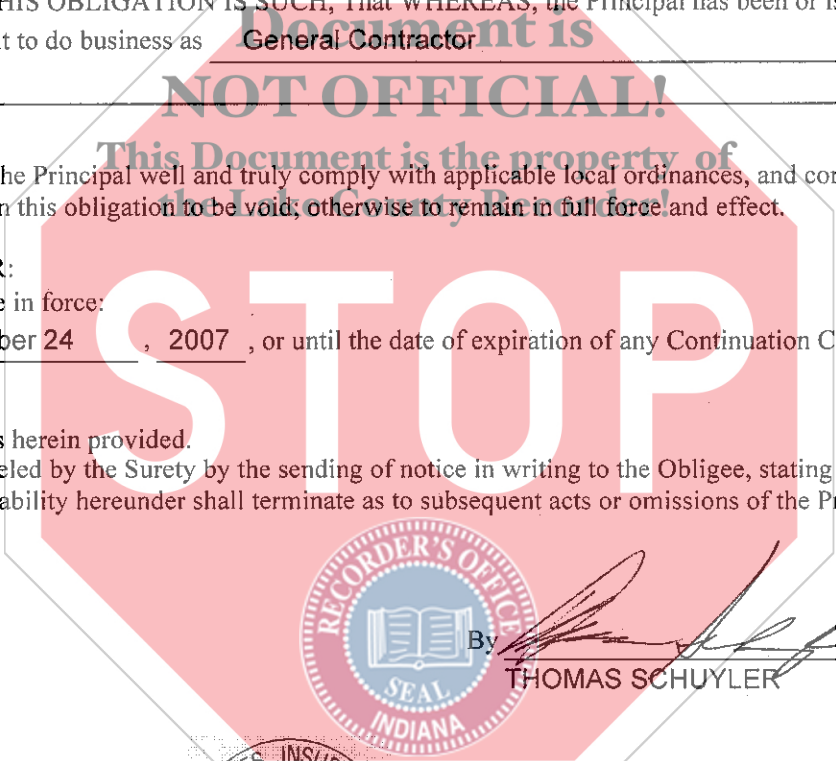 HIS OBLIGATION IS SUCH, That WHEREAS, the Principal has been or is
Document is
t to do business as General Contractor
NOT OFFICIAL!
This Document is the property of
he Principal well and truly comply with applicable local ordinances, and con
the Lake County Recorder!
n this obligation to be void; otherwise to remain in full force and effect.
R:
e in force:
ber 24 , 2007 , or until the date of expiration of any Continuation C
STOP
s herein provided.
eled by the Surety by the sending of notice in writing to the Obligee, stating
ability hereunder shall terminate as to subsequent acts or omissions of the Pr
RECORDER'S OFFICE
SEAL
INDIANA
By
THOMAS SCHUYLER